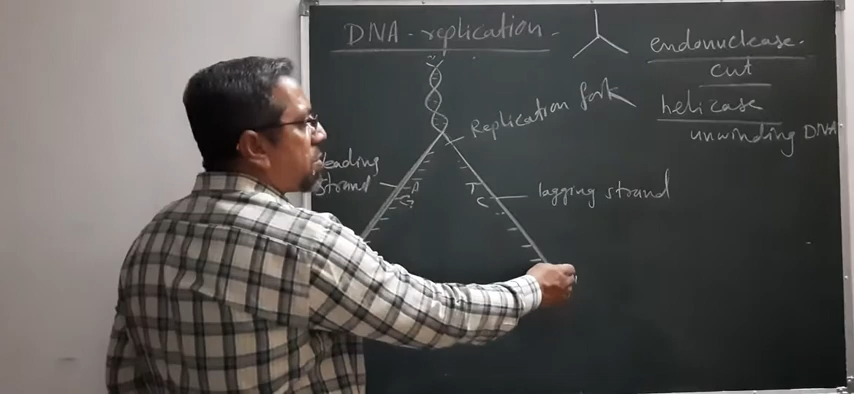 DNA - replication -
endonuclease.
cut
helicase
unwinding DNA
Replication fork
leading
strand
A
G
T
C
lagging strand